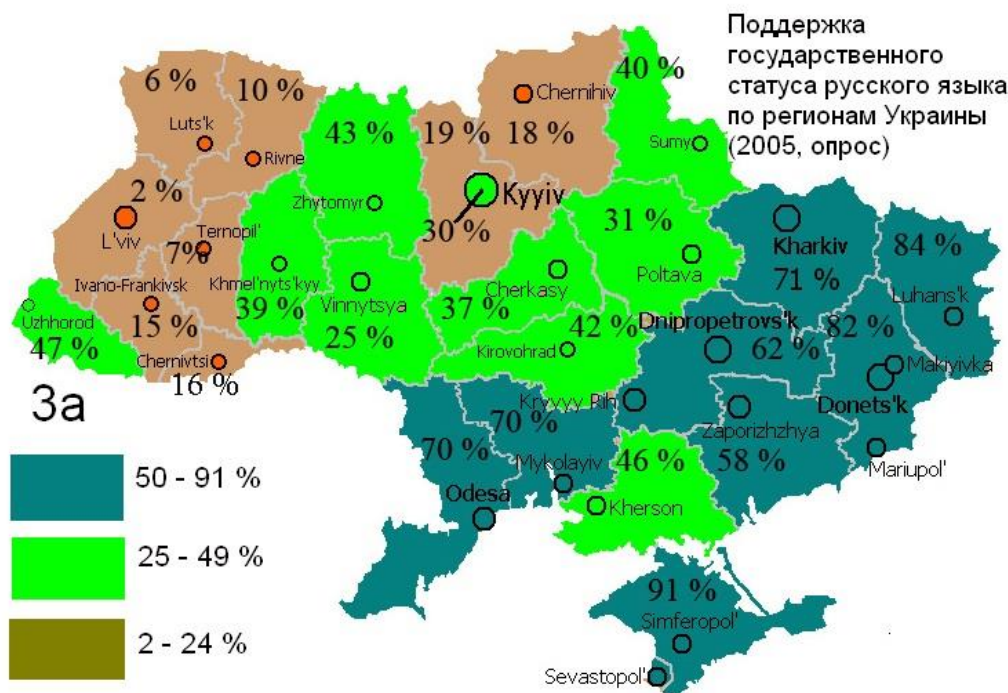 Поддержка
государственного
статуса русского языка
по регионам Украины
(2005, опрос)
6 %
10 %
Luts'k
Rivne
2 %
L'viv
Ternopil'
7%
Ivano-Frankivsk
15 %
Chernivtsi
16 %
Uzhhorod
47 %
43 %
Zhytomyr
Khmel'nyts'kyy
39 %
Vinnytsya
25 %
19 %
Chernihiv
18 %
Kyyiv
30 %
40 %
Sumy
31 %
Poltava
Cherkasy
37 %
42 %
Kirovohrad
Kharkiv
71 %
84 %
Luhans'k
Dnipropetrovs'k
62 %
82 %
Makiyivka
Donets'k
Kryvyy Rih
Zaporizhzhya
58 %
Mariupol'
70 %
70 %
Mykolayiv
Odesa
46 %
Kherson
91 %
Simferopol'
Sevastopol'
За
50 - 91 %
25 - 49 %
2 - 24 %